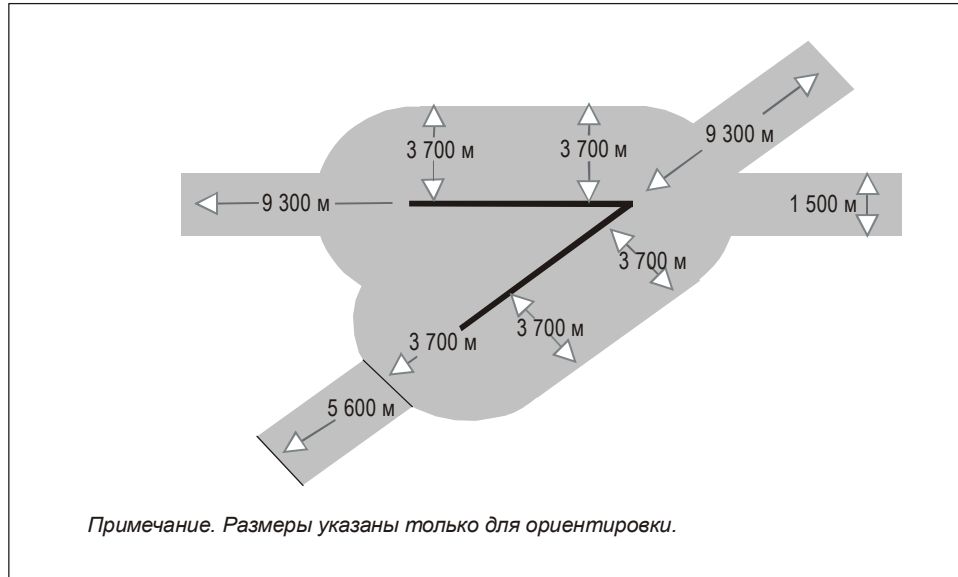 3 700 м
3 700 м
9 300 м
9 300 м
1 500 м
3 700 м
3 700 м
3 700 м
5 600 м
Примечание. Размеры указаны только для ориентировки.